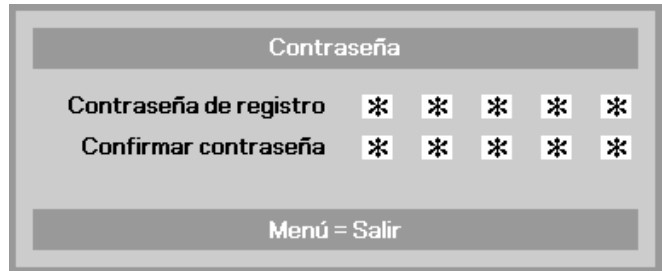 Contraseña
Contraseña de registro * * * * *
Confirmar contraseña * * * * *
Menú = Salir